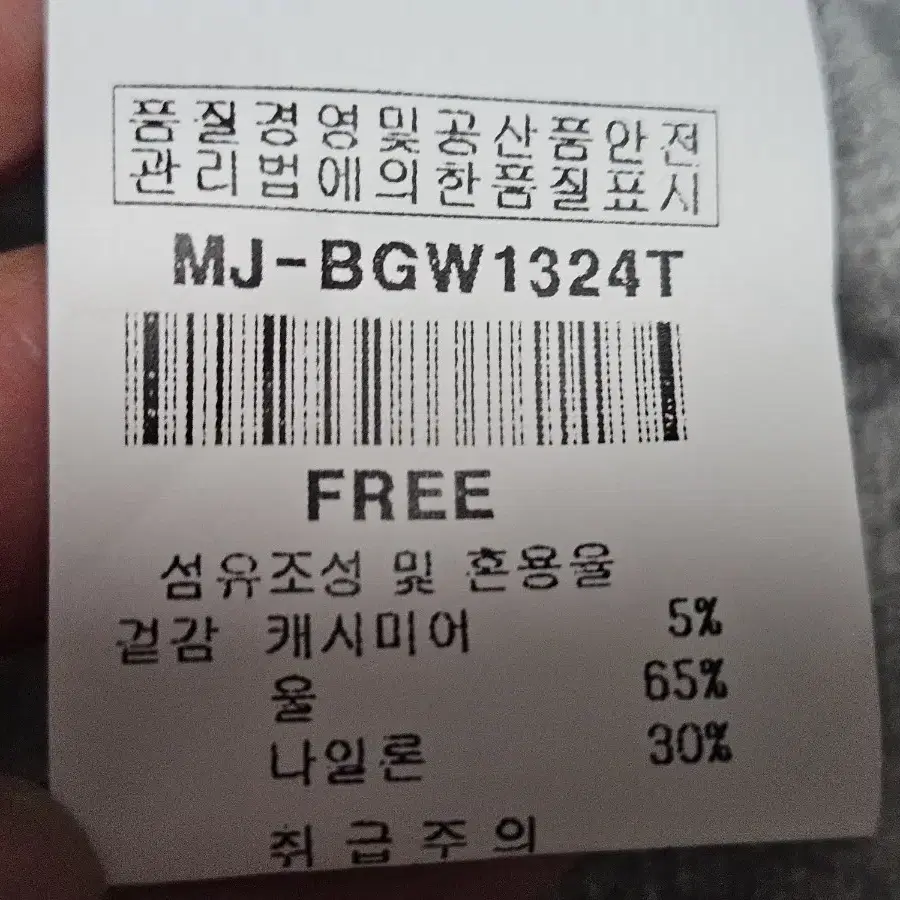 품질경영및공산품안전
관리법에의한품질표시
MJ-BGW1324T
FREE
섬유조성 및 혼용율
겉감 캐시미어 5%
울 65%
나일론 30%
취급주의